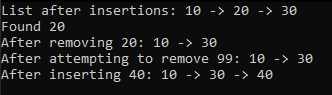 List after insertions: 10 -> 20 -> 30
Found 20
After removing 20: 10 -> 30
After attempting to remove 99: 10 -> 30
After inserting 40: 10 -> 30 -> 40